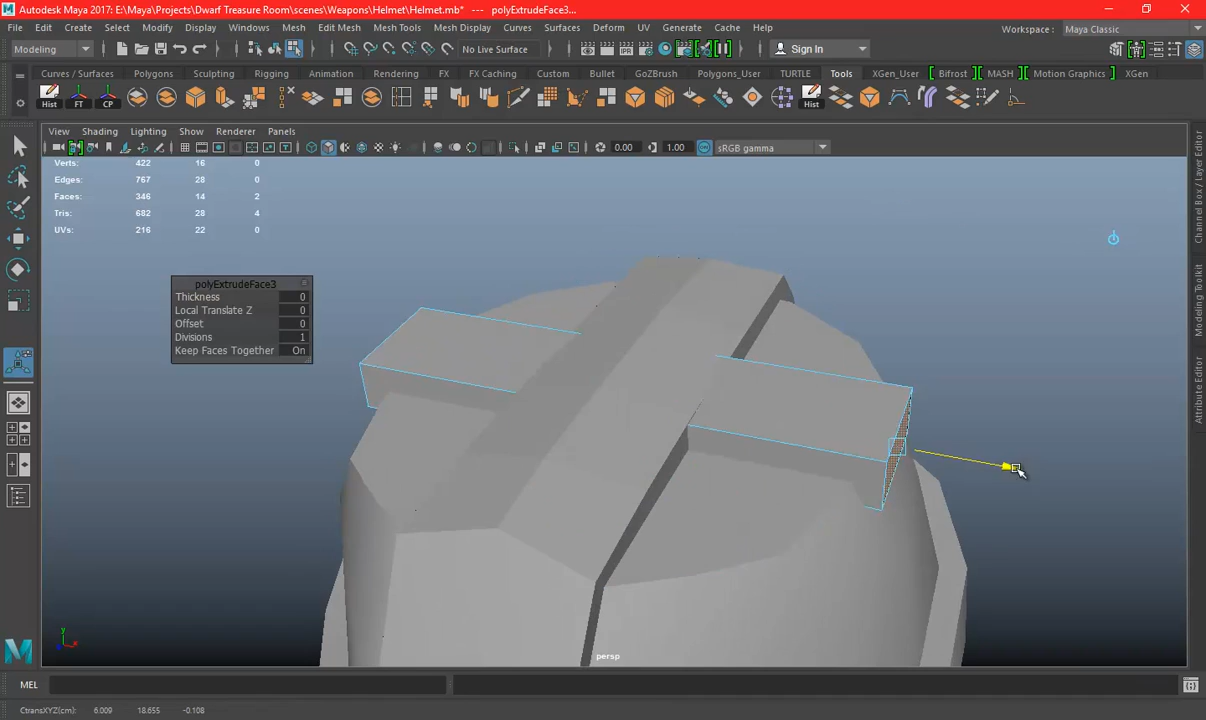 Autodesk Maya 2017: E:\Maya\Projects\Dwarf Treasure Room\scenes\Weapons\Helmet\Helmet.mb* --- polyExtrudeFace3...
File Edit Create Select Modify Display Windows Mesh Edit Mesh Mesh Tools Mesh Display Curves Surfaces Deform UV Generate Cache Help
Workspace: Maya Classic
Modeling No Live Surface Sign In
Curves / Surfaces Polygons Sculpting Rigging Animation Rendering FX FX Caching Custom Bullet GoZBrush Polygons_User TURTLE Tools XGen_User Bifrost MASH Motion Graphics XGen
Hist FT CP Hist
View Shading Lighting Show Renderer Panels
0.00 1.00 sRGB gamma
Verts: 422 16 0
Edges: 767 28 0
Faces: 346 14 2
Tris: 682 28 4
UVs: 216 22 0
polyExtrudeFace3
Thickness 0
Local Translate Z 0
Offset 0
Divisions 1
Keep Faces Together On
Channel Box / Layer Editor
Modeling Toolkit
Attribute Editor
y
x
persp
MEL
CtransXYZ(cm): 6.009 18.655 -0.108